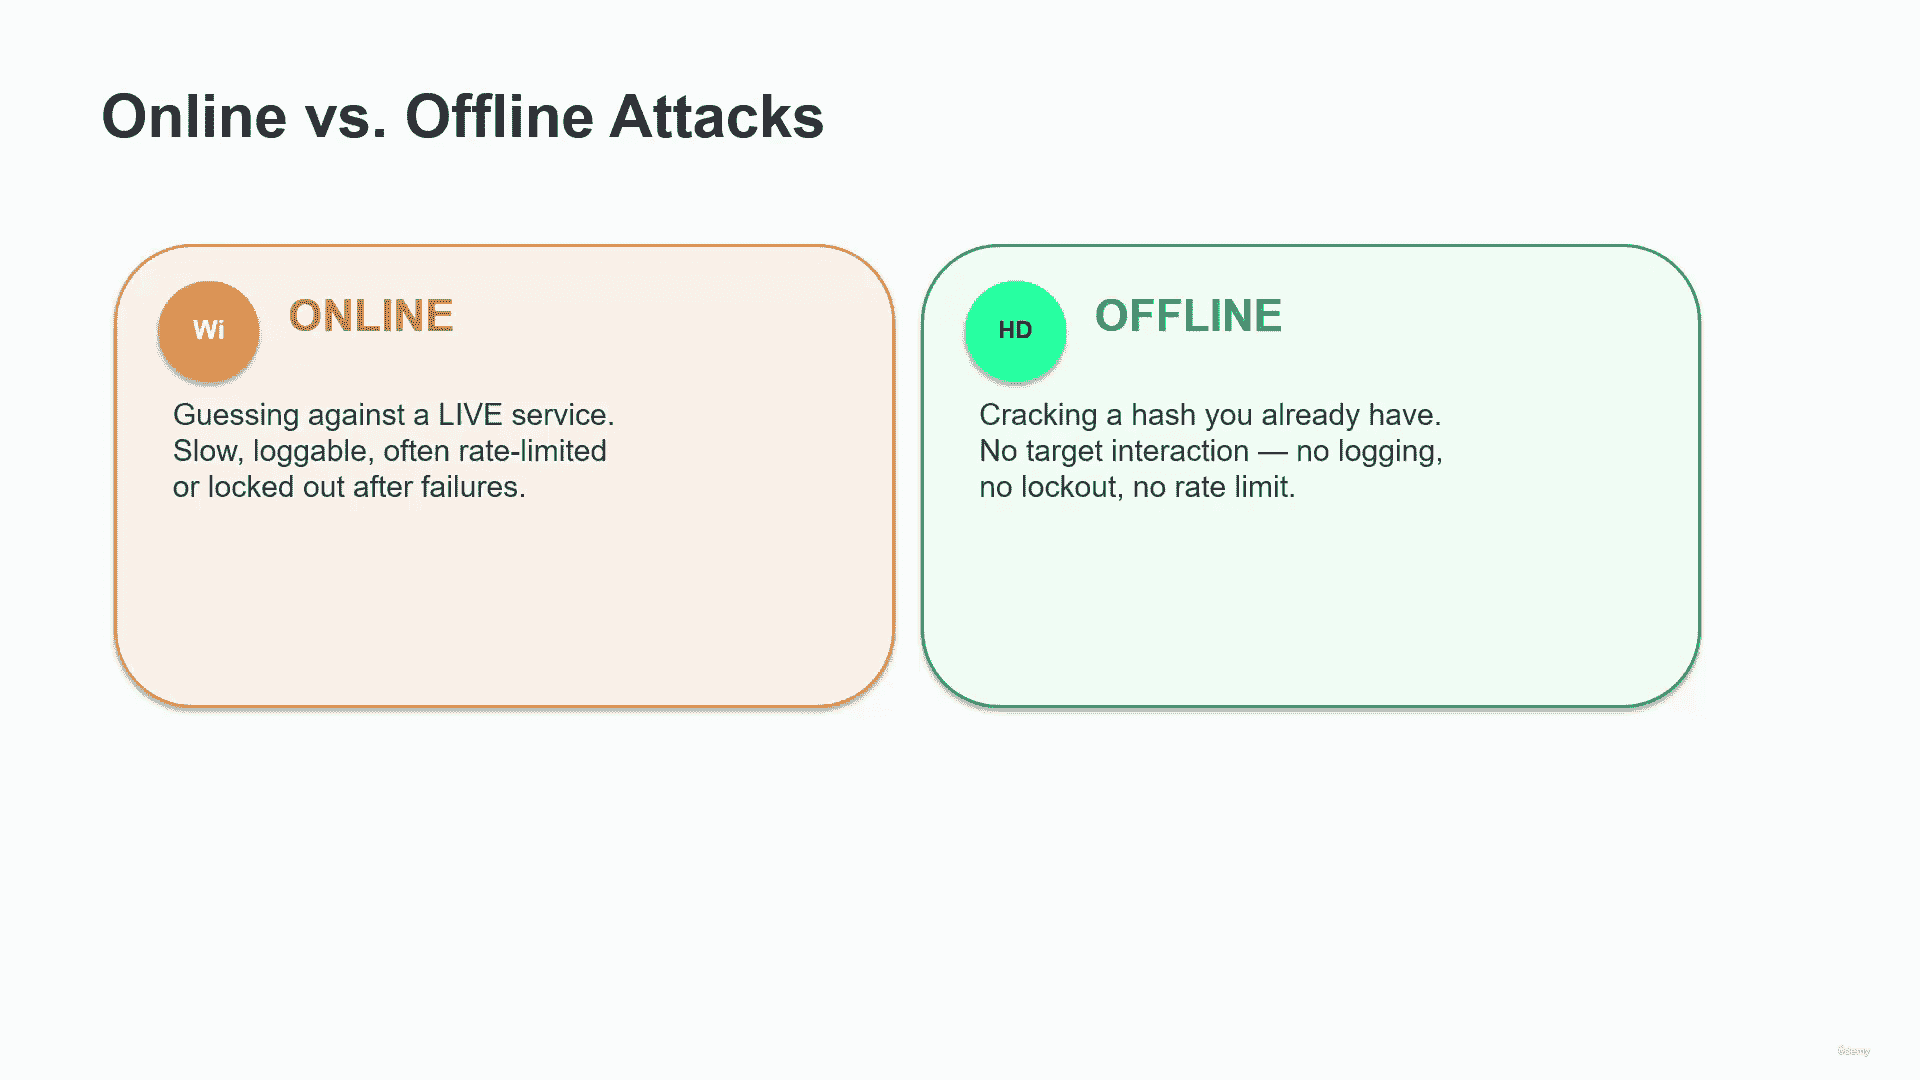 Online vs. Offline Attacks
Wi
ONLINE
Guessing against a LIVE service.
Slow, loggable, often rate-limited
or locked out after failures.
HD
OFFLINE
Cracking a hash you already have.
No target interaction — no logging,
no lockout, no rate limit.
Udemy